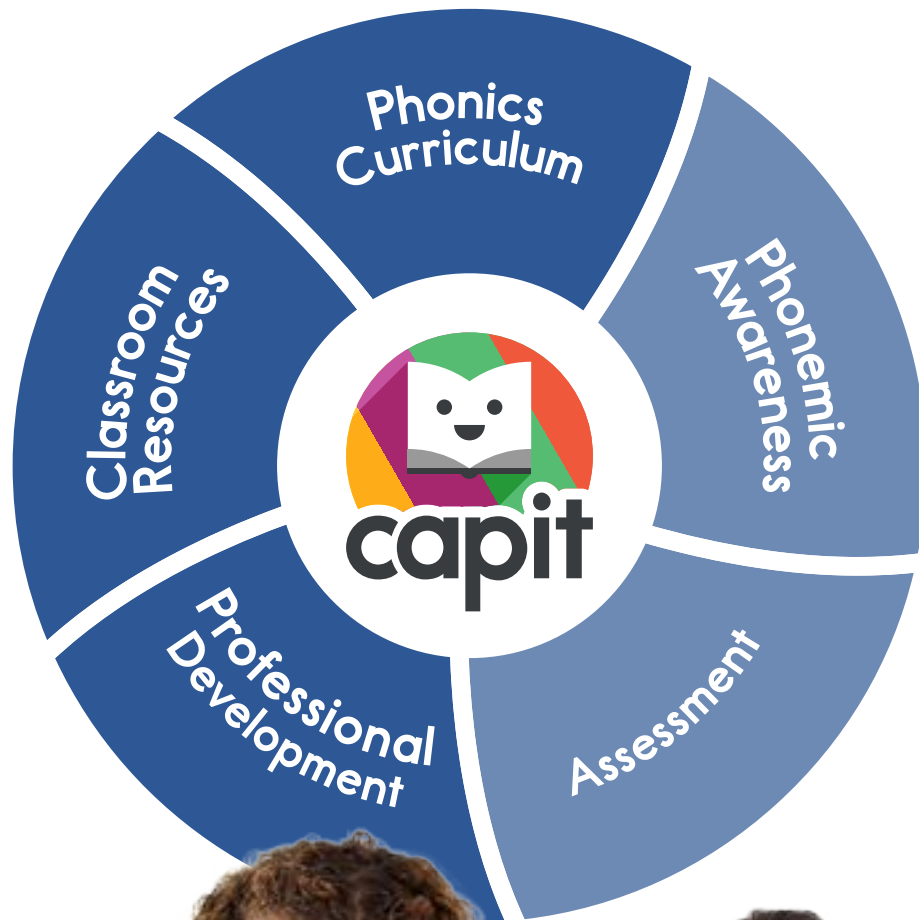 Phonics
Curriculum
Phonemic
Awareness
Assessment
Professional
Development
Classroom
Resources
capit